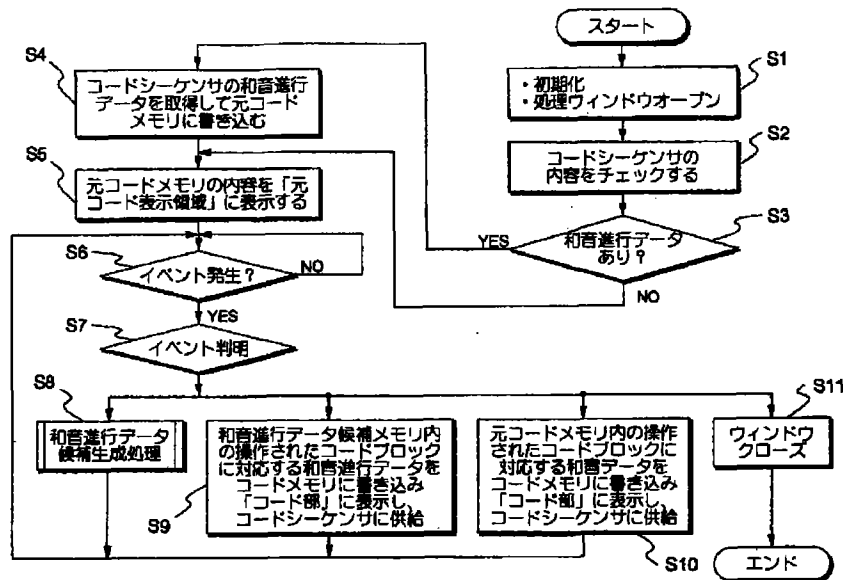 スタート
S1
・初期化
・処理ウィンドウオープン
S2
コードシーケンサの
内容をチェックする
S3
和音進行データ
あり?
YES
NO
S4
コードシーケンサの和音進行
データを取得して元コード
メモリに書き込む
S5
元コードメモリの内容を「元
コード表示領域」に表示する
S6
イベント発生?
NO
YES
S7
イベント判明
S8
和音進行データ
候補生成処理
S9
和音進行データ候補メモリ内
の操作されたコードブロック
に対応する和音進行データを
コードメモリに書き込み
「コード部」に表示し、
コードシーケンサに供給
S10
元コードメモリ内の操作
されたコードブロックに
対応する和音データを
コードメモリに書き込み
「コード部」に表示し、
コードシーケンサに供給
S11
ウィンドウ
クローズ
エンド